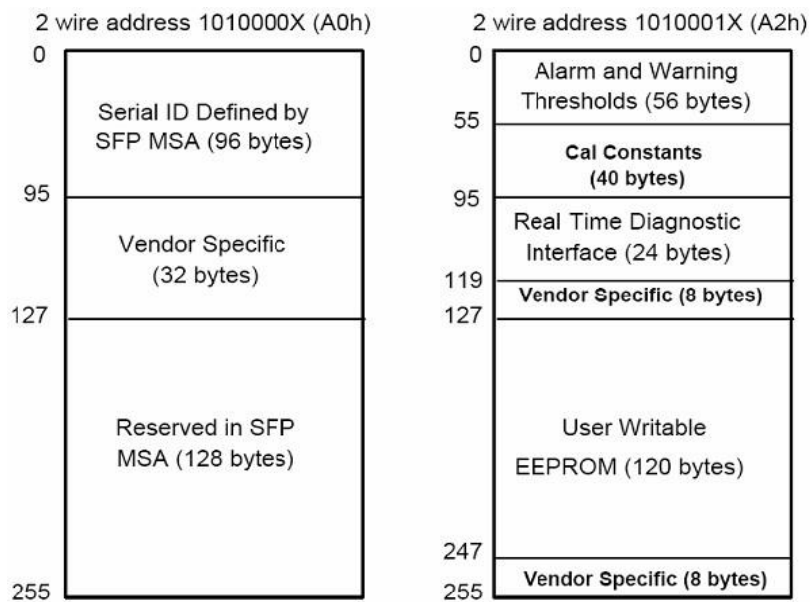 2 wire address 1010000X (A0h)
0
Serial ID Defined by
SFP MSA (96 bytes)
95
Vendor Specific
(32 bytes)
127
Reserved in SFP
MSA (128 bytes)
255
2 wire address 1010001X (A2h)
0
Alarm and Warning
Thresholds (56 bytes)
55
Cal Constants
(40 bytes)
95
Real Time Diagnostic
Interface (24 bytes)
119
Vendor Specific (8 bytes)
127
User Writable
EEPROM (120 bytes)
247
Vendor Specific (8 bytes)
255